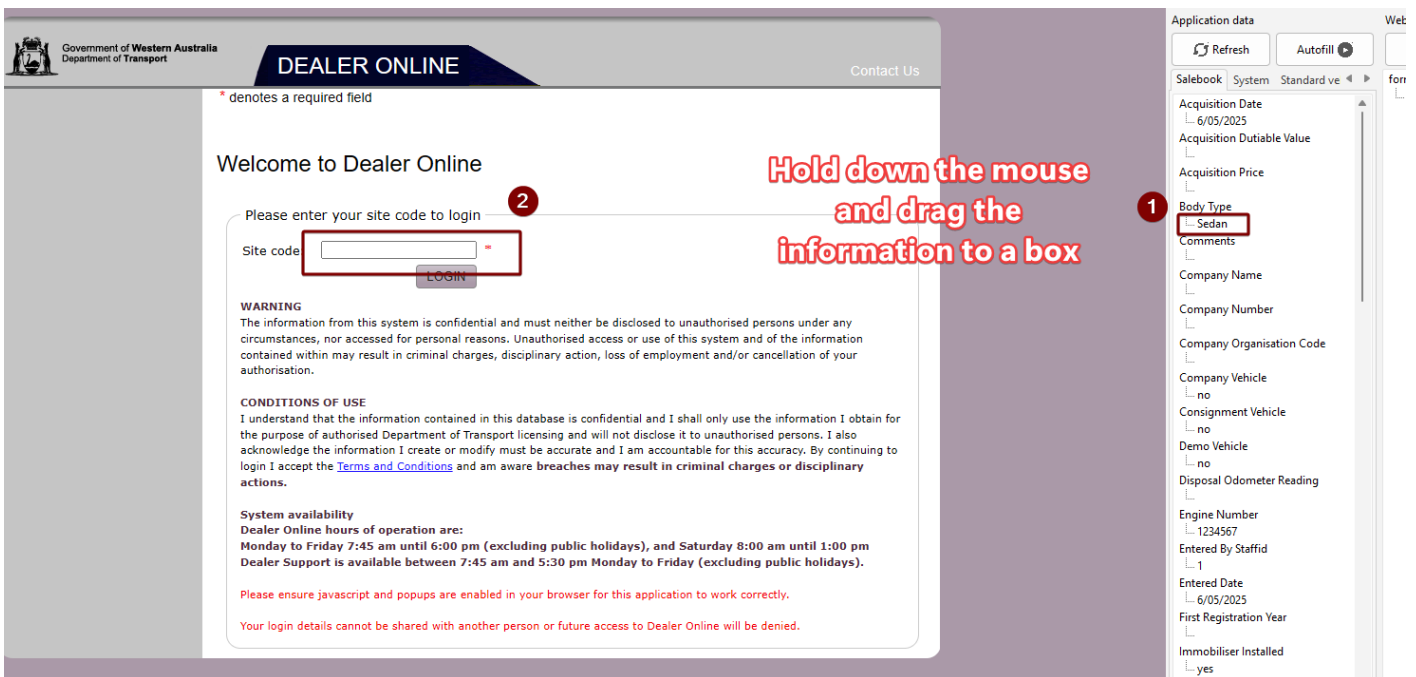 Government of Western Australia
Department of Transport
DEALER ONLINE
Contact Us
* denotes a required field
Welcome to Dealer Online
2
Please enter your site code to login
Site code
*
LOGIN
WARNING
The information from this system is confidential and must neither be disclosed to unauthorised persons under any
circumstances, nor accessed for personal reasons. Unauthorised access or use of this system and of the information
contained within may result in criminal charges, disciplinary action, loss of employment and/or cancellation of your
authorisation.
CONDITIONS OF USE
I understand that the information contained in this database is confidential and I shall only use the information I obtain for
the purpose of authorised Department of Transport licensing and will not disclose it to unauthorised persons. I also
acknowledge the information I create or modify must be accurate and I am accountable for this accuracy. By continuing to
login I accept the Terms and Conditions and am aware breaches may result in criminal charges or disciplinary
actions.
System availability
Dealer Online hours of operation are:
Monday to Friday 7:45 am until 6:00 pm (excluding public holidays), and Saturday 8:00 am until 1:00 pm
Dealer Support is available between 7:45 am and 5:30 pm Monday to Friday (excluding public holidays).
Please ensure javascript and popups are enabled in your browser for this application to work correctly.
Your login details cannot be shared with another person or future access to Dealer Online will be denied.
Hold down the mouse
and drag the
information to a box
1
Application data
Refresh
Autofill
Salebook System Standard ve
Acquisition Date
6/05/2025
Acquisition Dutiable Value
Acquisition Price
Body Type
Sedan
Comments
Company Name
Company Number
Company Organisation Code
Company Vehicle
no
Consignment Vehicle
no
Demo Vehicle
no
Disposal Odometer Reading
Engine Number
1234567
Entered By Staffid
1
Entered Date
6/05/2025
First Registration Year
Immobiliser Installed
yes
Web